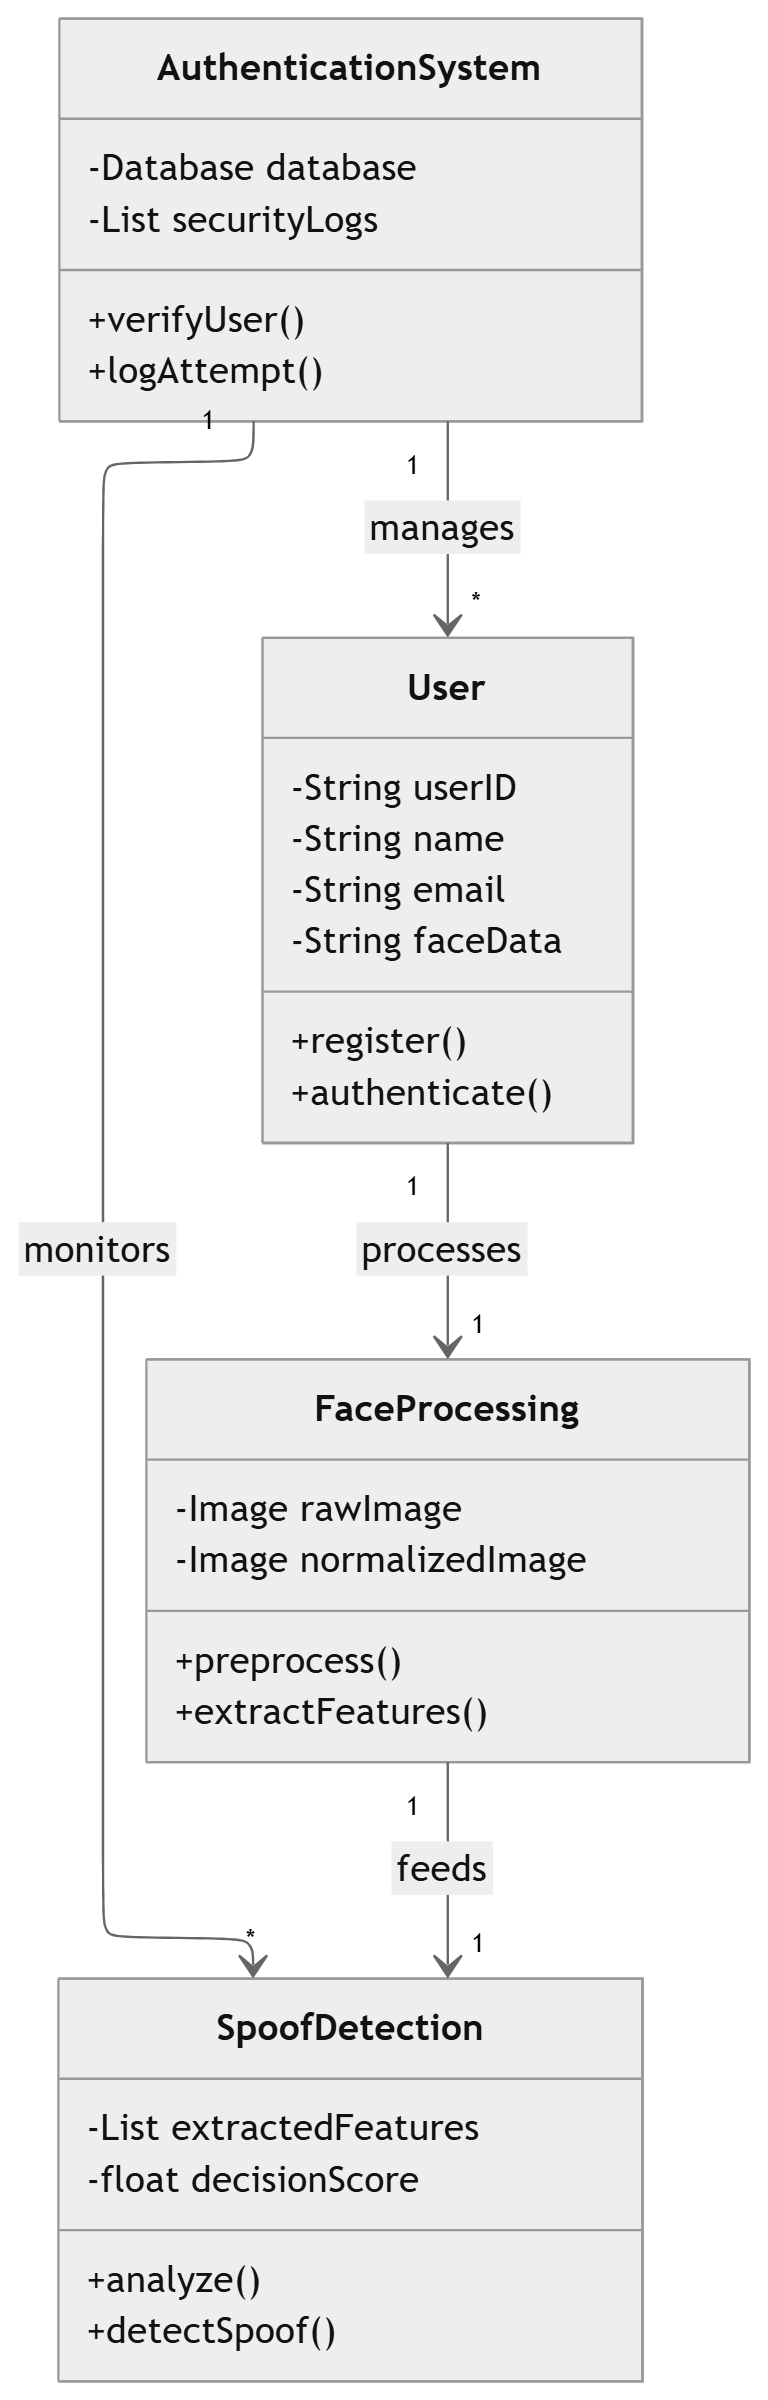 AuthenticationSystem
-Database database
-List securityLogs
+verifyUser()
+logAttempt()
1
1
manages
*
User
-String userID
-String name
-String email
-String faceData
+register()
+authenticate()
1
monitors
processes
1
FaceProcessing
-Image rawImage
-Image normalizedImage
+preprocess()
+extractFeatures()
1
feeds
*
1
SpoofDetection
-List extractedFeatures
-float decisionScore
+analyze()
+detectSpoof()